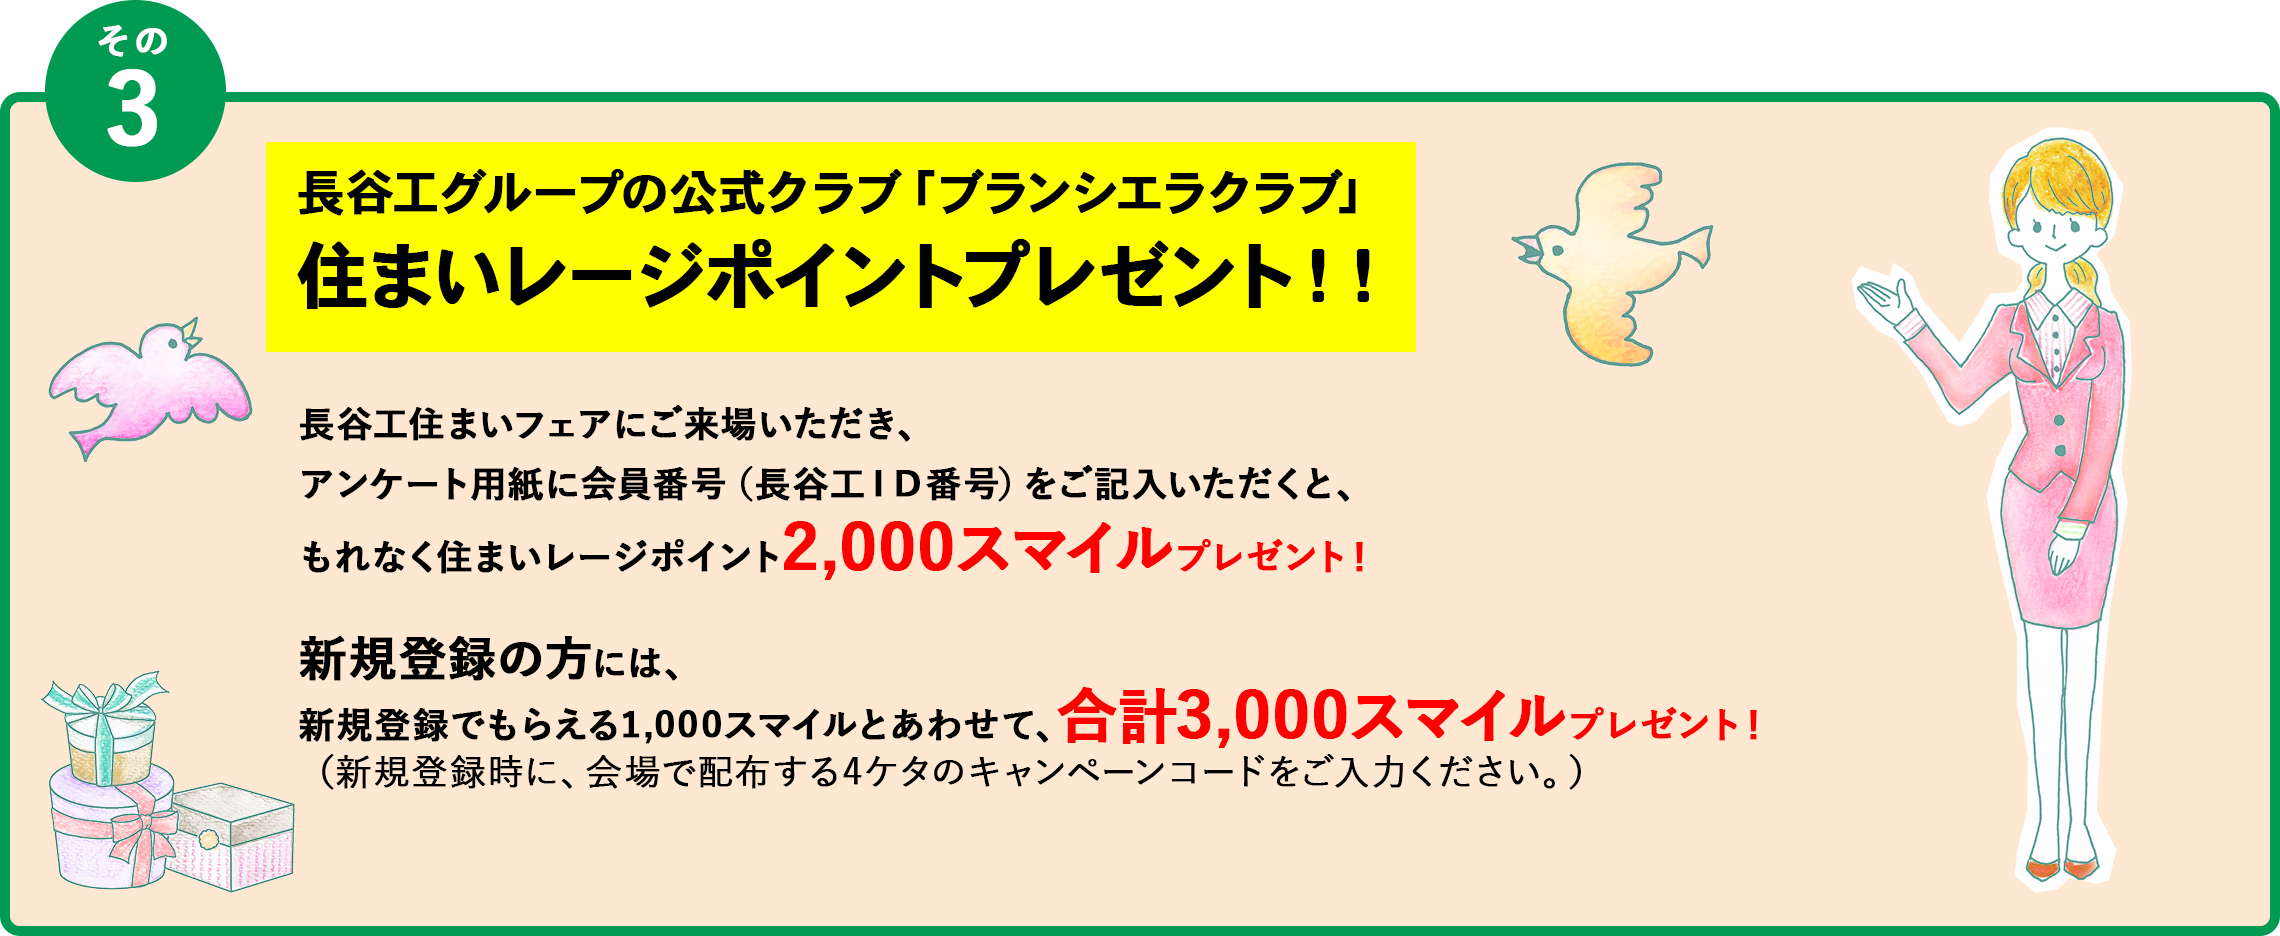 その
3
長谷工グループの公式クラブ「ブランシエラクラブ」
住まいレージポイントプレゼント！！
長谷工住まいフェアにご来場いただき、
アンケート用紙に会員番号（長谷工ＩＤ番号）をご記入いただくと、
もれなく住まいレージポイント2,000スマイルプレゼント！
新規登録の方には、
新規登録でもらえる1,000スマイルとあわせて、合計3,000スマイルプレゼント！
（新規登録時に、会場で配布する4ケタのキャンペーンコードをご入力ください。）